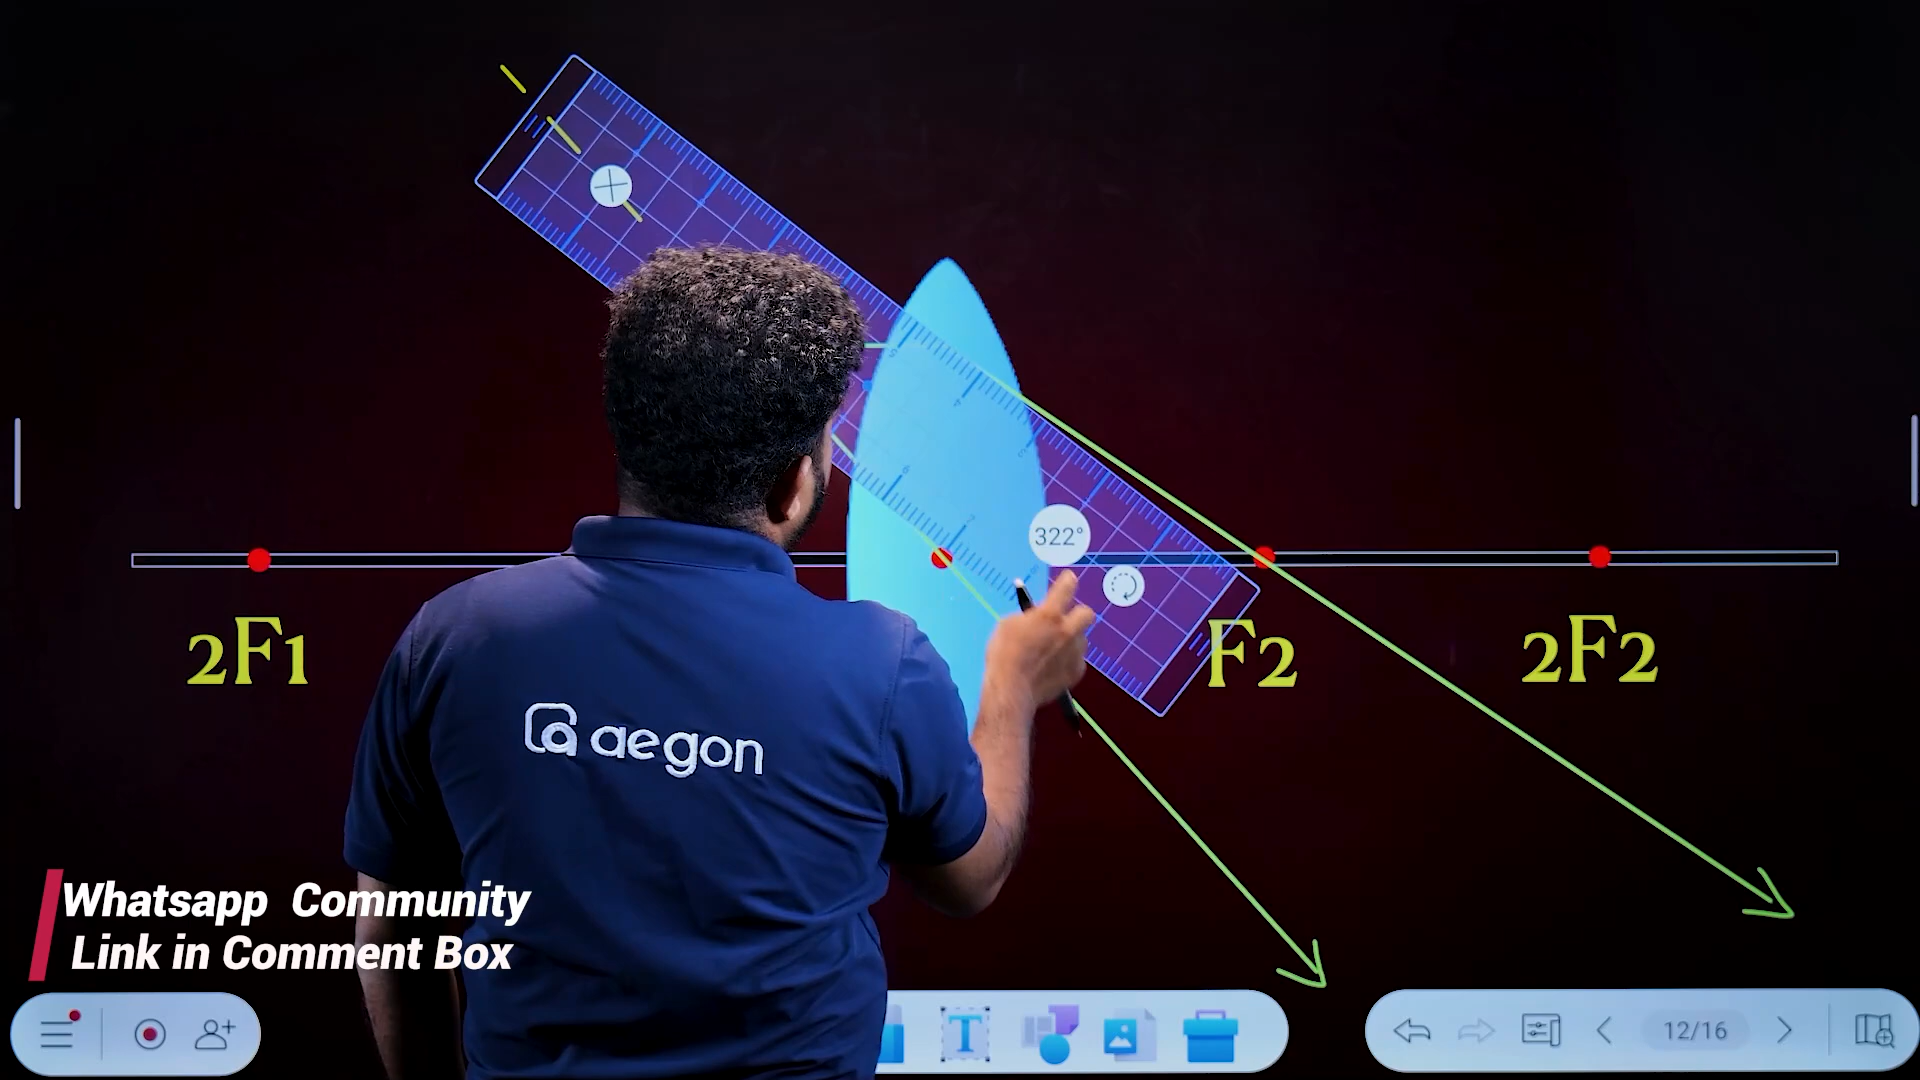 322°
2F1
F2
2F2
aegon
Whatsapp Community
Link in Comment Box
T
12/16